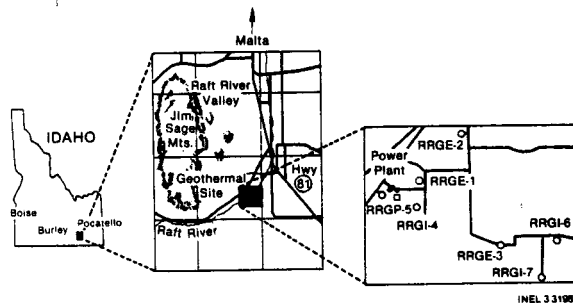 Malta
Raft River
Valley
Jim
Sage
Mts.
Geothermal
Site
Hwy
81
Raft River
IDAHO
Boise
Pocatello
Burley
RRGE-2
Power
Plant
RRGE-1
RRGP-5
RRGI-4
RRGI-6
RRGE-3
RRGI-7
INEL 3 3198